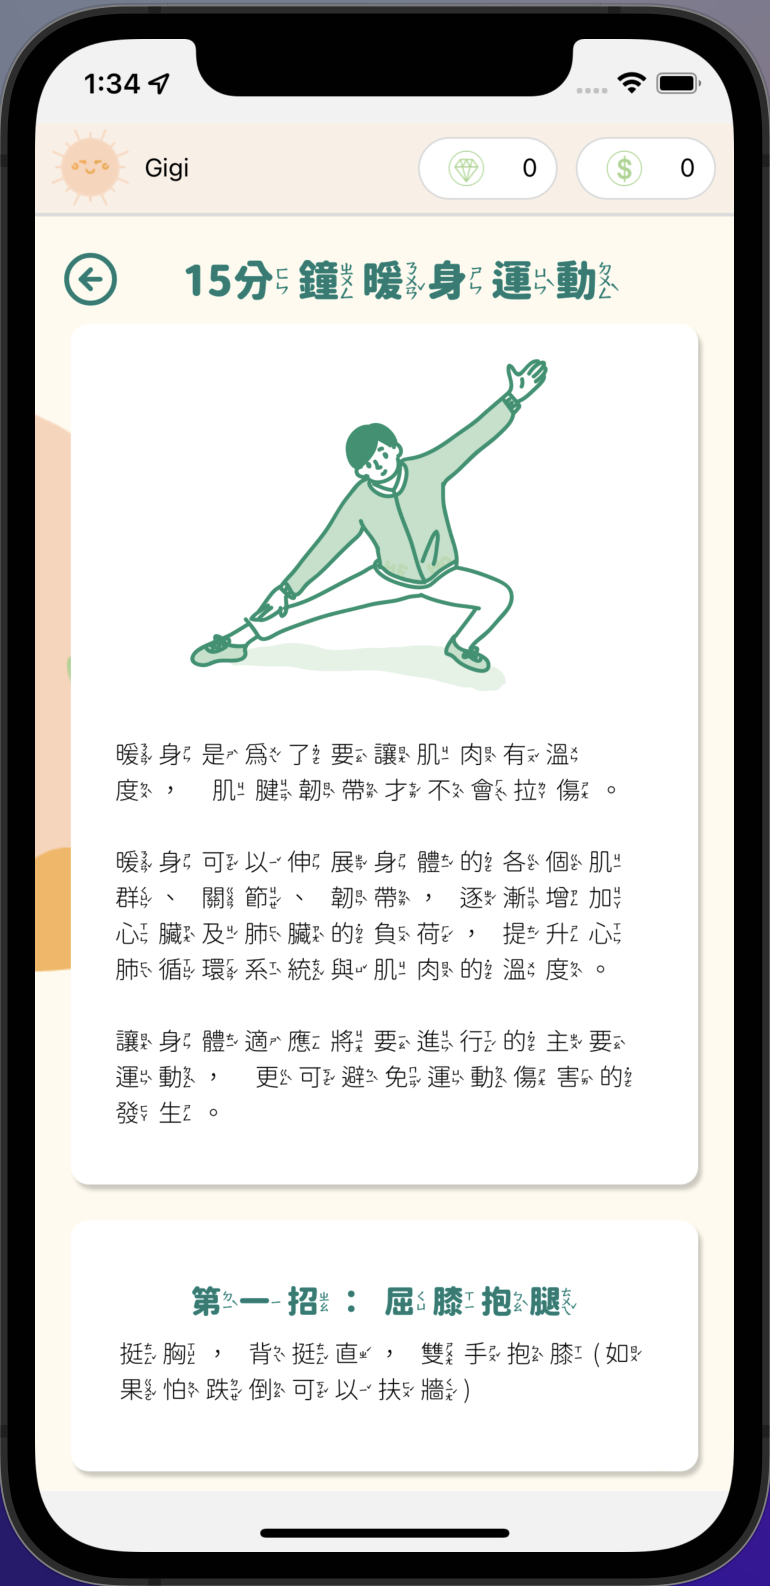 1:34
Gigi
0
0
15分鐘暖身運動
暖身是為了要讓肌肉有溫
度，肌腱韌帶才不會拉傷。
暖身可以伸展身體的各個肌
群、關節、韌帶，逐漸增加
心臟及肺臟的負荷，提升心
肺循環系統與肌肉的溫度。
讓身體適應將要進行的主要
運動，更可避免運動傷害的
發生。
第一招：屈膝抱腿
挺胸，背挺直，雙手抱膝(如
果怕跌倒可以扶牆)